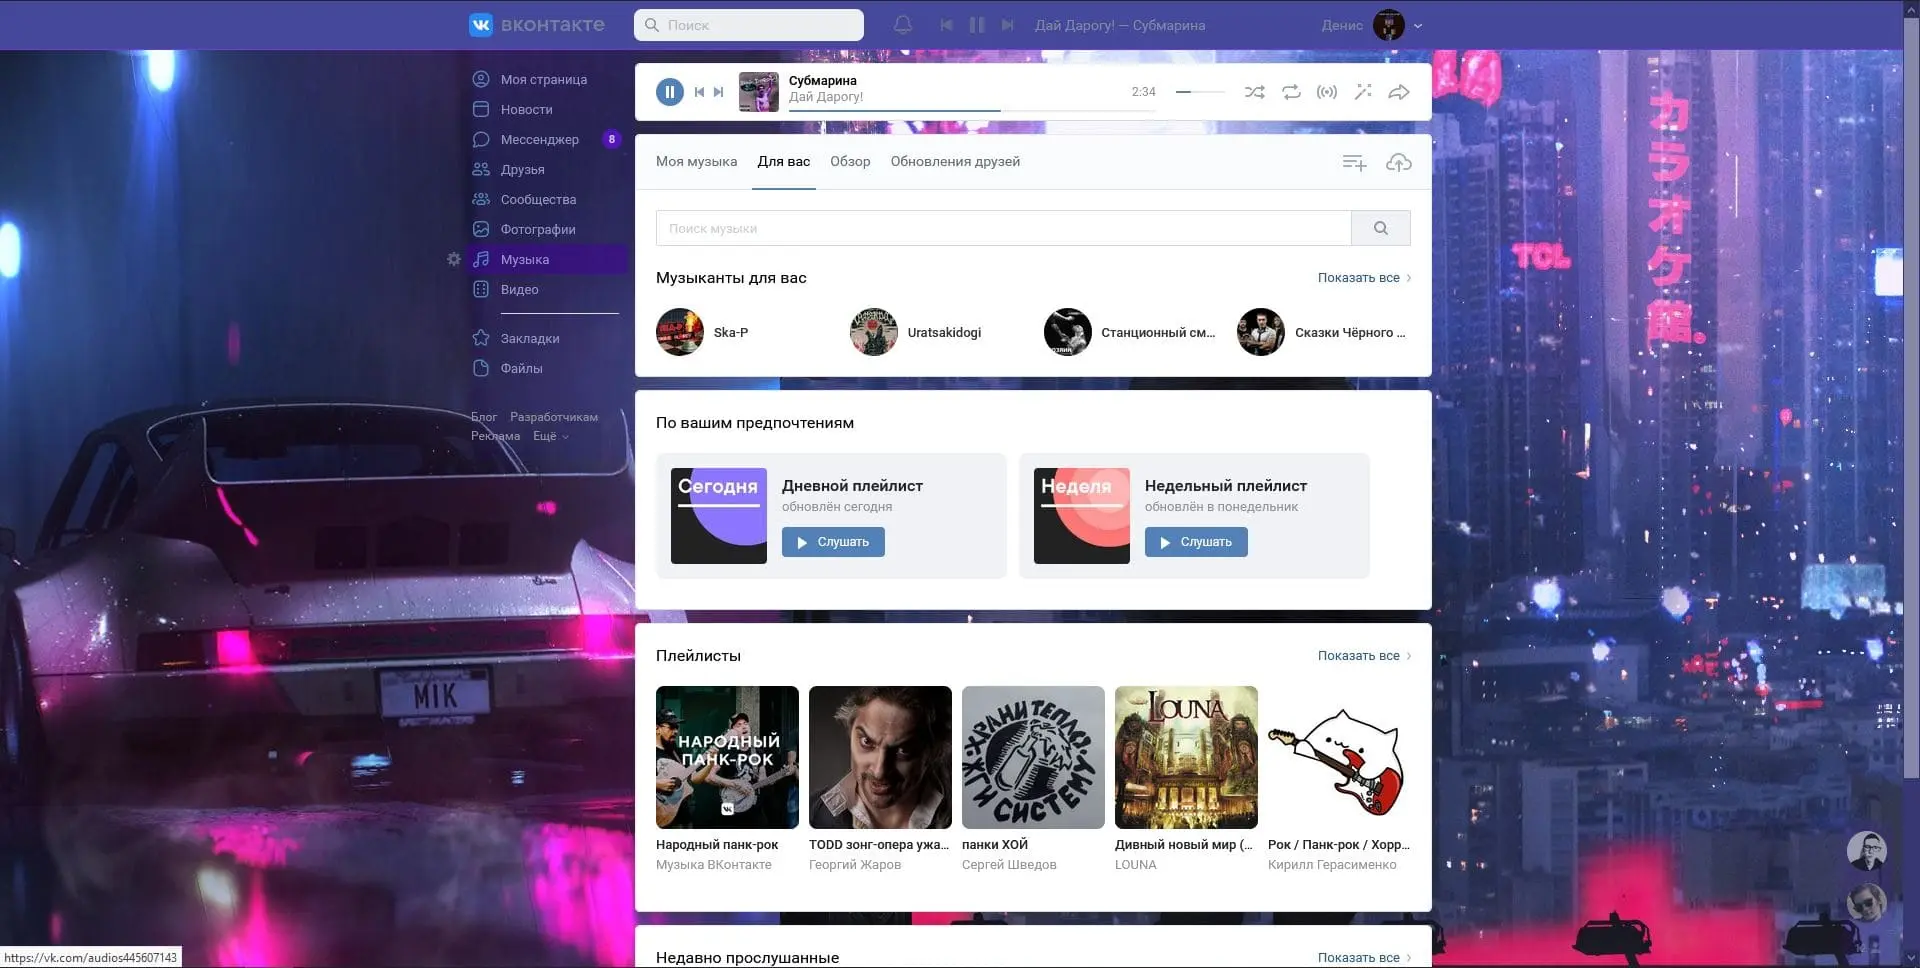 вконтакте
Поиск
Дай Дарогу! — Субмарина
Денис
Моя страница
Новости
Мессенджер 8
Друзья
Сообщества
Фотографии
Музыка
Видео
Закладки
Файлы
Блог Разработчикам
Реклама Ещё
Субмарина
Дай Дарогу!
2:34
Моя музыка Для вас Обзор Обновления друзей
Поиск музыки
Музыканты для вас Показать все
Ska-P Uratsakidogi Станционный см... Сказки Чёрного ...
По вашим предпочтениям
Сегодня
Дневной плейлист
обновлён сегодня
Слушать
Неделя
Недельный плейлист
обновлён в понедельник
Слушать
Плейлисты Показать все
НАРОДНЫЙ
ПАНК-РОК
ХРАНИ ТЕПЛО
СИСТЕМЫ
LOUNA
Народный панк-рок
Музыка ВКонтакте
TODD зонг-опера ужа...
Георгий Жаров
панки ХОЙ
Сергей Шведов
Дивный новый мир (...
LOUNA
Рок / Панк-рок / Хорр...
Кирилл Герасименко
Недавно прослушанные Показать все
カラオケ館。
TCL
MIK
https://vk.com/audios445607143